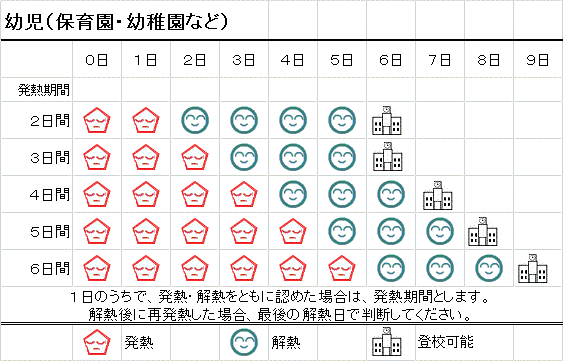 幼児(保育園・幼稚園など)
0日 1日 2日 3日 4日 5日 6日 7日 8日 9日
発熱期間
2日間
3日間
4日間
5日間
6日間
1日のうちで、発熱・解熱をともに認めた場合は、発熱期間とします。
解熱後に再発熱した場合、最後の解熱日で判断してください。
発熱 解熱 登校可能